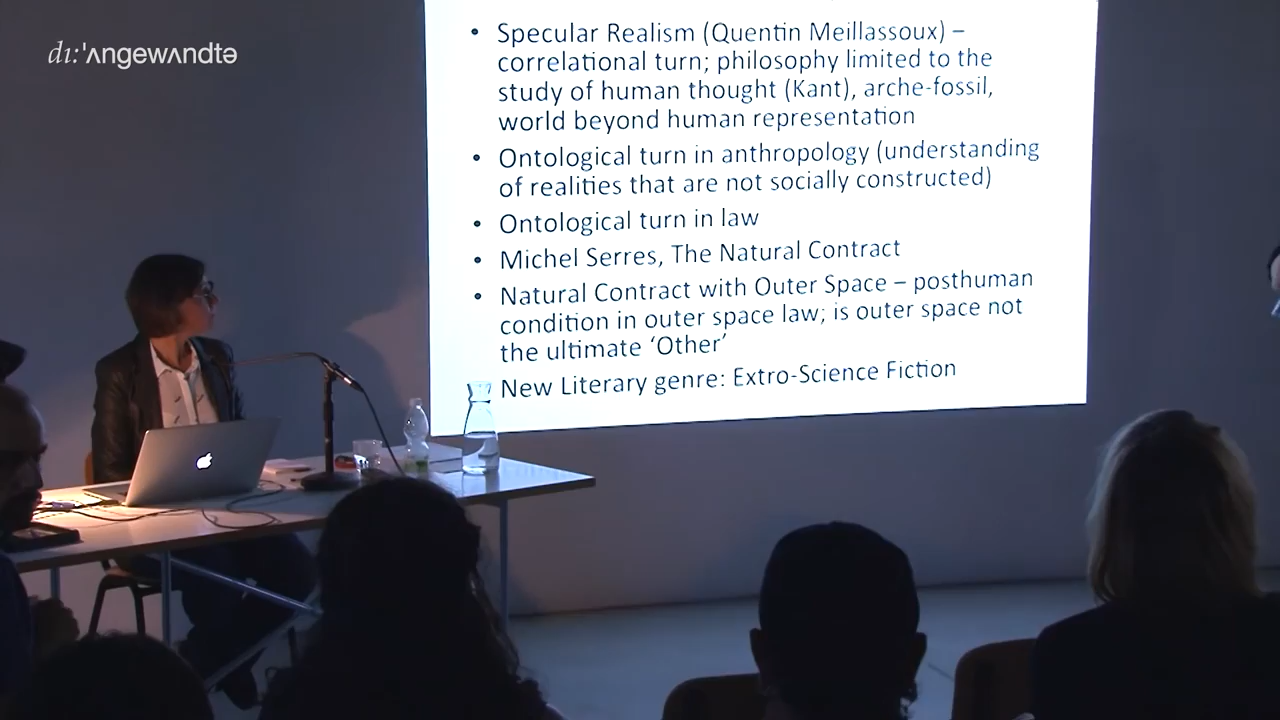 dı:'ʌngewʌndtə
• Specular Realism (Quentin Meillassoux) –
correlational turn; philosophy limited to the
study of human thought (Kant), arche-fossil,
world beyond human representation
• Ontological turn in anthropology (understanding
of realities that are not socially constructed)
• Ontological turn in law
• Michel Serres, The Natural Contract
• Natural Contract with Outer Space – posthuman
condition in outer space law; is outer space not
the ultimate ‘Other’
New Literary genre: Extro-Science Fiction